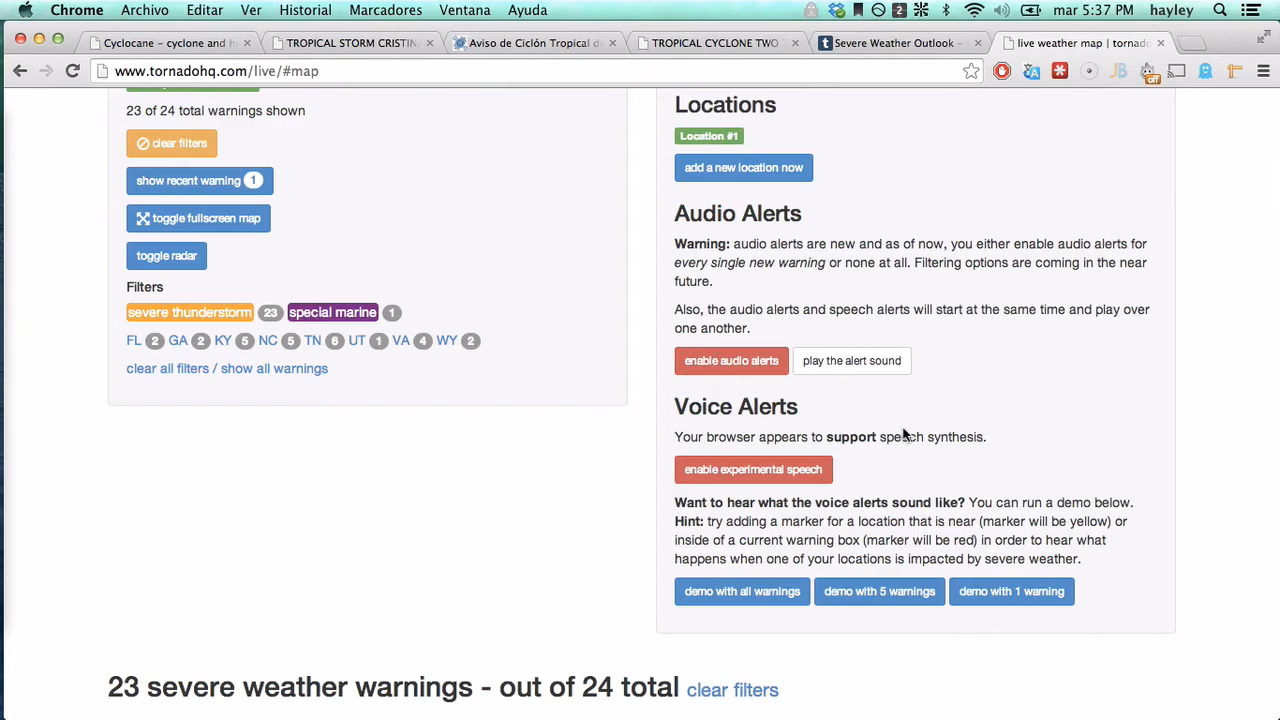 Chrome Archivo Editar Ver Historial Marcadores Ventana Ayuda 2 mar 5:37 PM hayley
Cyclocane - cyclone and h
TROPICAL STORM CRISTINA
Aviso de Ciclón Tropical de
TROPICAL CYCLONE TWO
Severe Weather Outlook -
live weather map | tornado
www.tornadohq.com/live/#map
JB
off
23 of 24 total warnings shown
clear filters
show recent warning 1
toggle fullscreen map
toggle radar
Filters
severe thunderstorm 23 special marine 1
FL 2 GA 2 KY 5 NC 5 TN 6 UT 1 VA 4 WY 2
clear all filters / show all warnings
Locations
Location #1
add a new location now
Audio Alerts
Warning: audio alerts are new and as of now, you either enable audio alerts for
every single new warning or none at all. Filtering options are coming in the near
future.
Also, the audio alerts and speech alerts will start at the same time and play over
one another.
enable audio alerts play the alert sound
Voice Alerts
Your browser appears to support speech synthesis.
enable experimental speech
Want to hear what the voice alerts sound like? You can run a demo below.
Hint: try adding a marker for a location that is near (marker will be yellow) or
inside of a current warning box (marker will be red) in order to hear what
happens when one of your locations is impacted by severe weather.
demo with all warnings demo with 5 warnings demo with 1 warning
23 severe weather warnings - out of 24 total clear filters